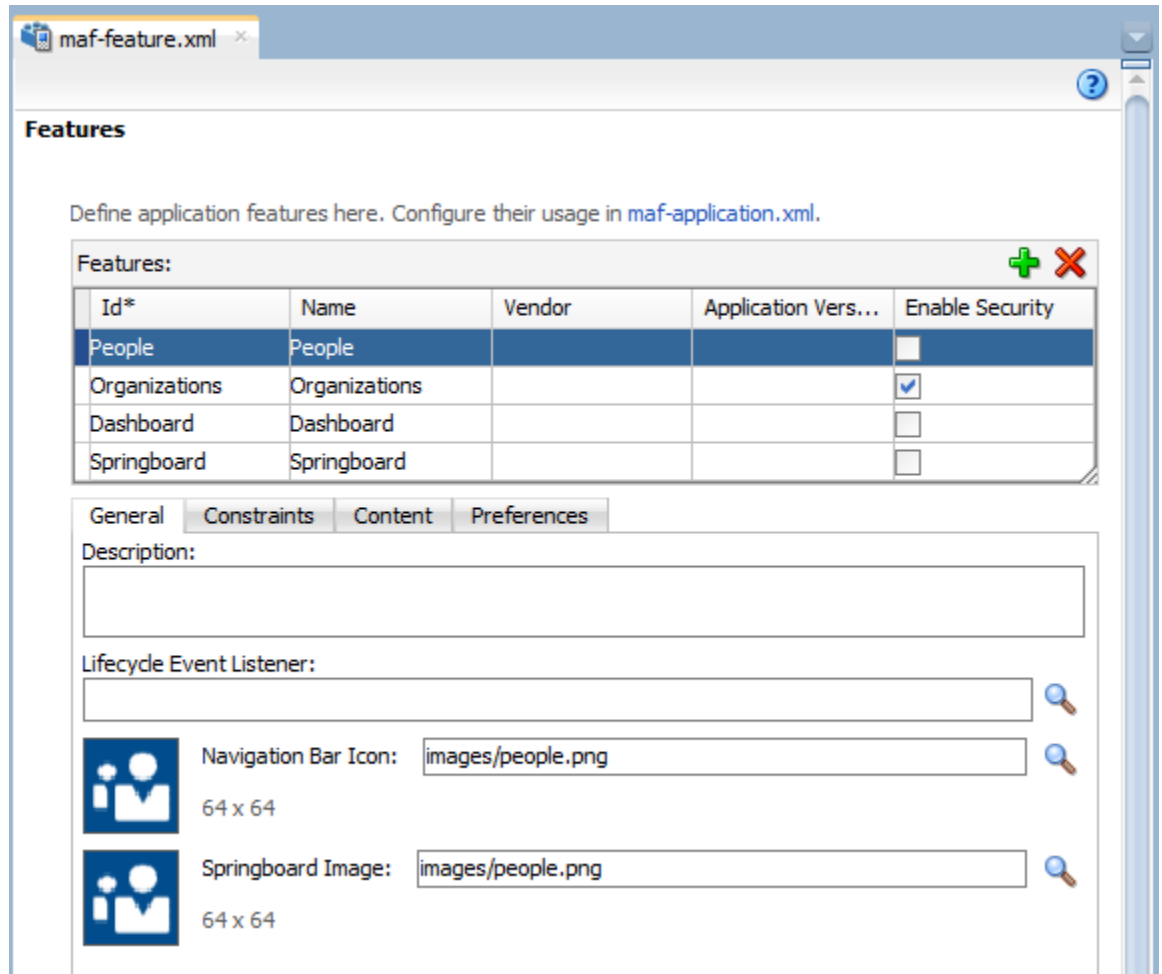 maf-feature.xml
Features
Define application features here. Configure their usage in maf-application.xml.
Features:
Id* Name Vendor Application Vers... Enable Security
People People
Organizations Organizations
Dashboard Dashboard
Springboard Springboard
General Constraints Content Preferences
Description:
Lifecycle Event Listener:
Navigation Bar Icon: images/people.png
64 x 64
Springboard Image: images/people.png
64 x 64